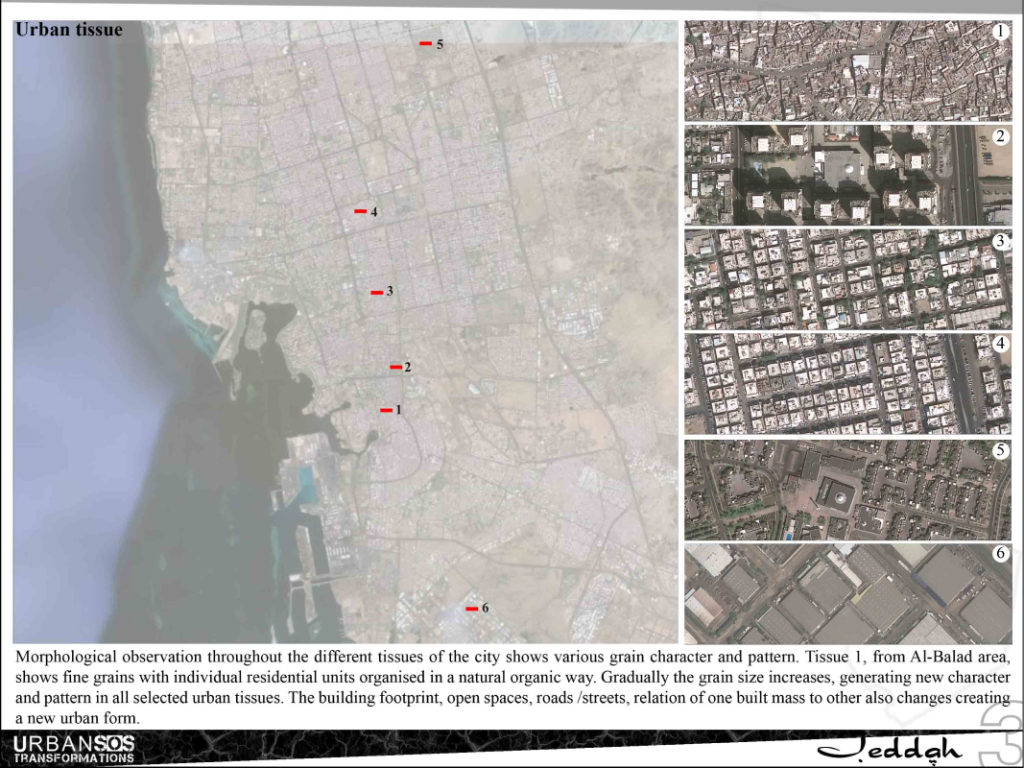 Urban tissue
5
4
3
2
1
6
1
2
3
4
5
6
Morphological observation throughout the different tissues of the city shows various grain character and pattern. Tissue 1, from Al-Balad area,
shows fine grains with individual residential units organised in a natural organic way. Gradually the grain size increases, generating new character
and pattern in all selected urban tissues. The building footprint, open spaces, roads /streets, relation of one built mass to other also changes creating
a new urban form.
URBANSOS
TRANSFORMATIONS
Jeddah
3